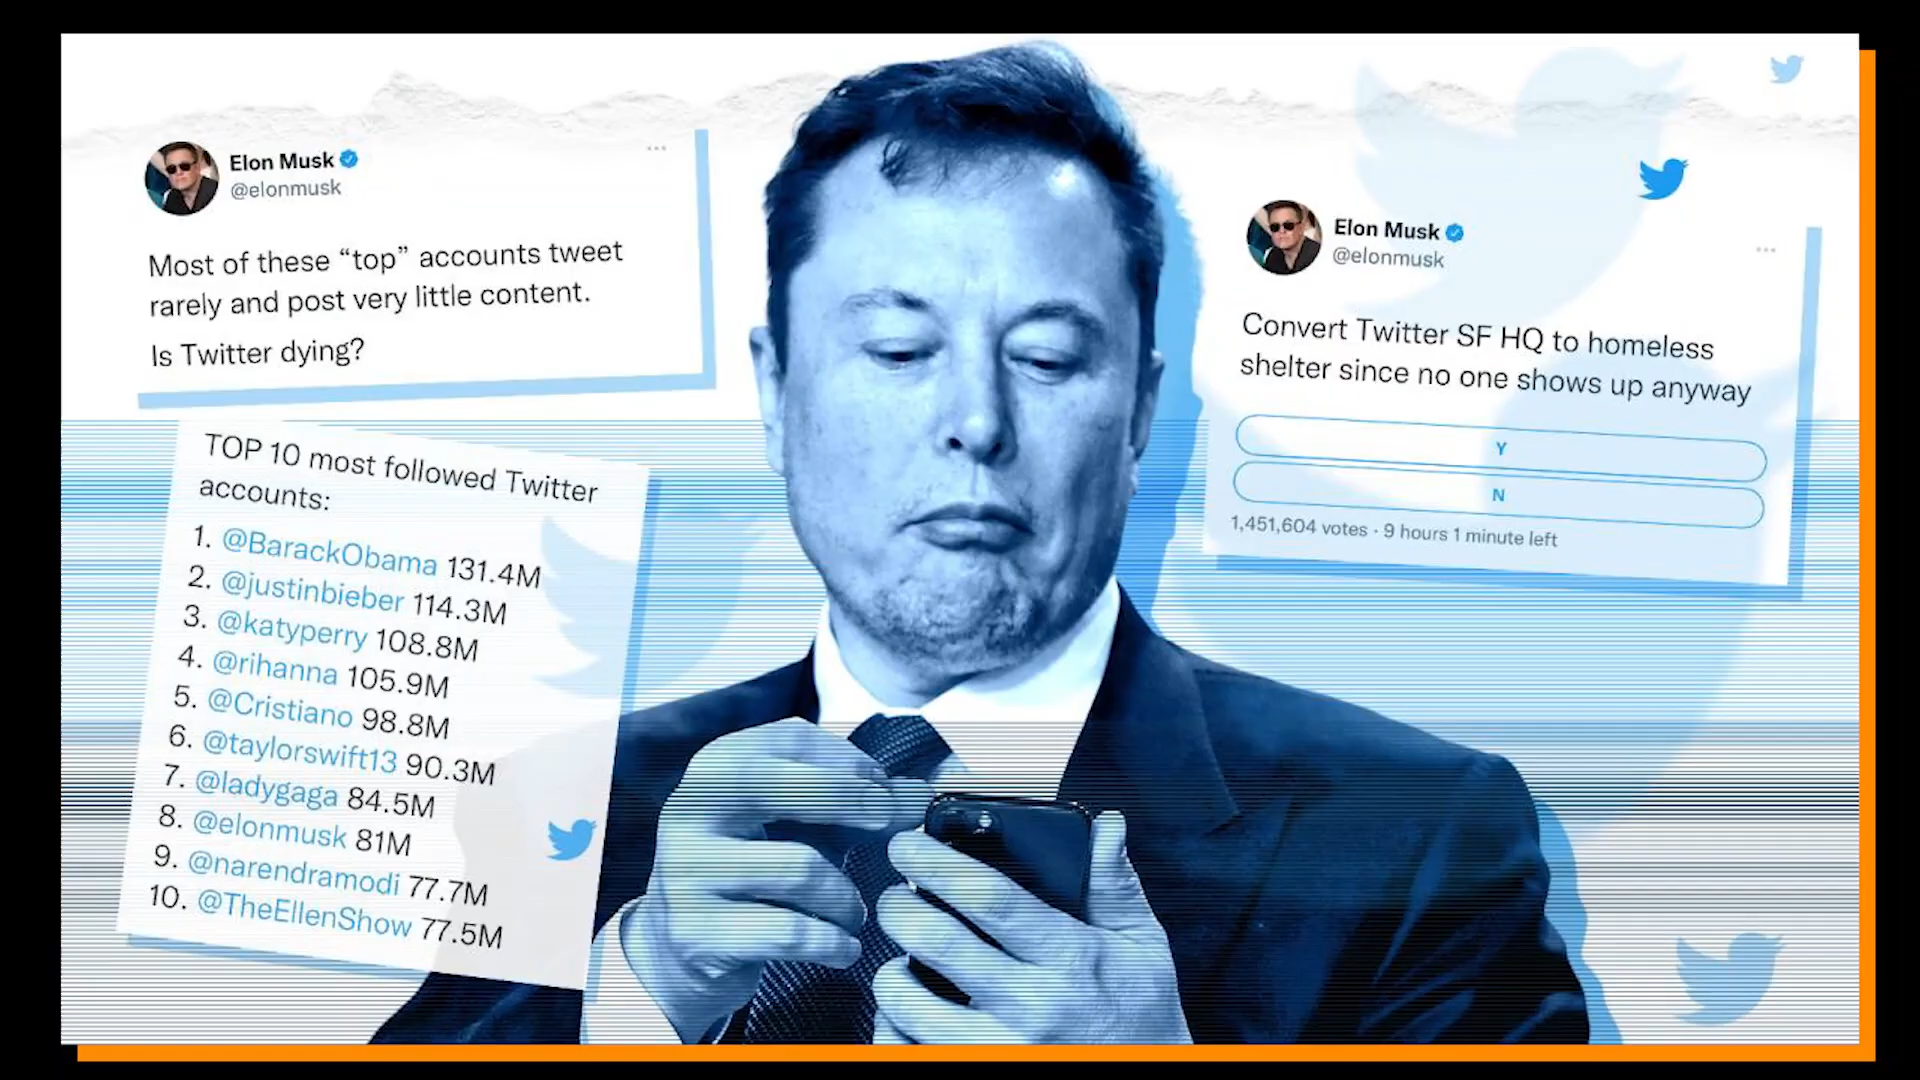 Elon Musk
@elonmusk
Most of these “top” accounts tweet
rarely and post very little content.
Is Twitter dying?
TOP 10 most followed Twitter
accounts:
1. @BarackObama 131.4M
2. @justinbieber 114.3M
3. @katyperry 108.8M
4. @rihanna 105.9M
5. @Cristiano 98.8M
6. @taylorswift13 90.3M
7. @ladygaga 84.5M
8. @elonmusk 81M
9. @narendramodi 77.7M
10. @TheEllenShow 77.5M
Elon Musk
@elonmusk
Convert Twitter SF HQ to homeless
shelter since no one shows up anyway
Y
N
1,451,604 votes · 9 hours 1 minute left